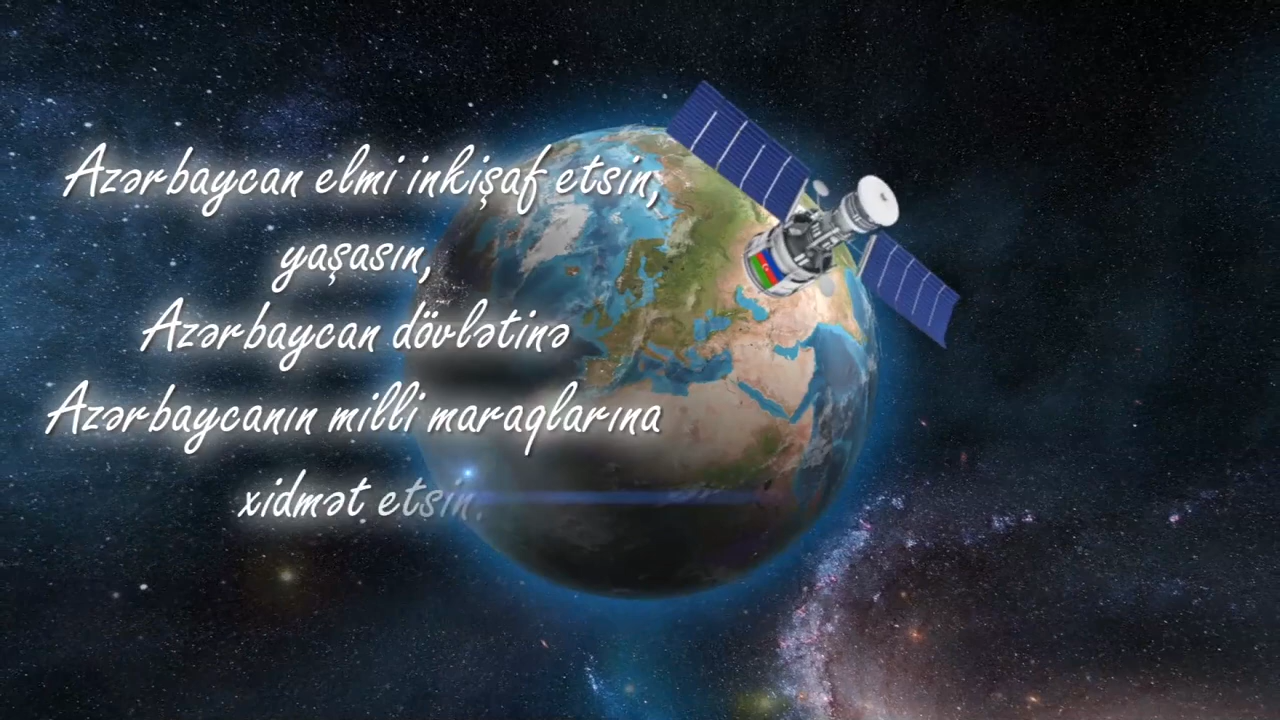 Azərbaycan elmi inkişaf etsin,
yaşasın,
Azərbaycan dövlətinə
Azərbaycanın milli maraqlarına
xidmət etsin.